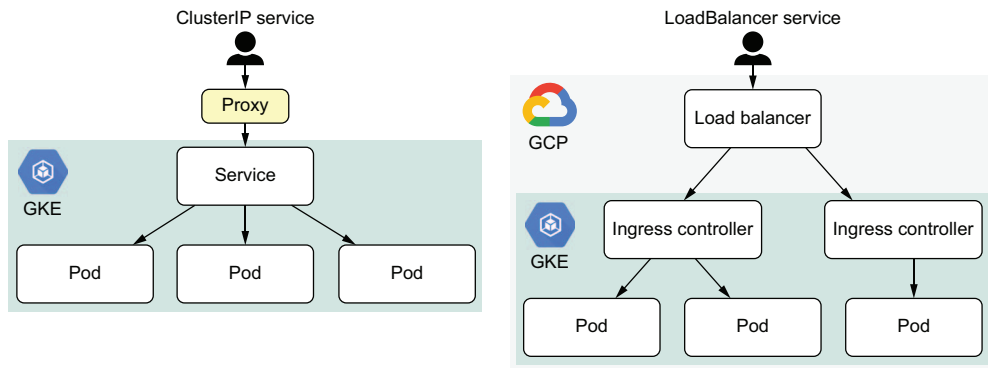 ClusterIP service
Proxy
Service
GKE
Pod
Pod
Pod
LoadBalancer service
Load balancer
GCP
Ingress controller
Ingress controller
GKE
Pod
Pod
Pod